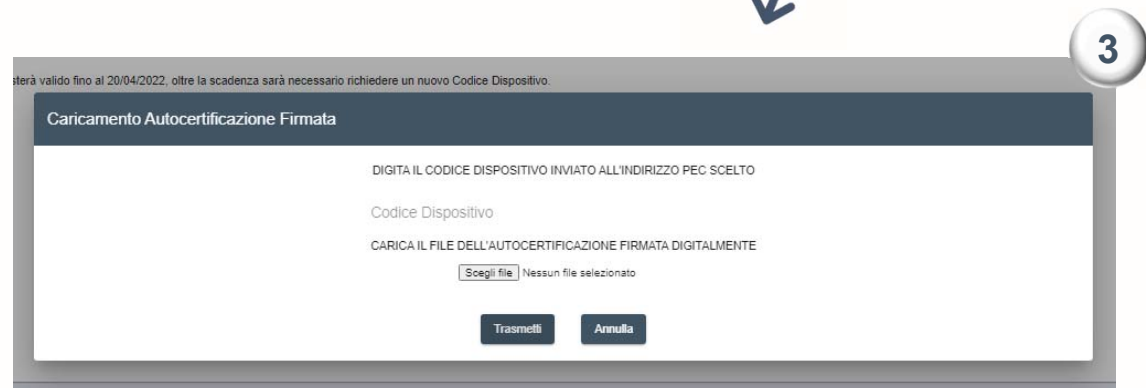 3
valido fino al 20/04/2022, oltre la scadenza sarà necessario richiedere un nuovo Codice Dispositivo.
Caricamento Autocertificazione Firmata
DIGITA IL CODICE DISPOSITIVO INVIATO ALL'INDIRIZZO PEC SCELTO
Codice Dispositivo
CARICA IL FILE DELL'AUTOCERTIFICAZIONE FIRMATA DIGITALMENTE
Scegli file Nessun file selezionato
Trasmetti Annulla